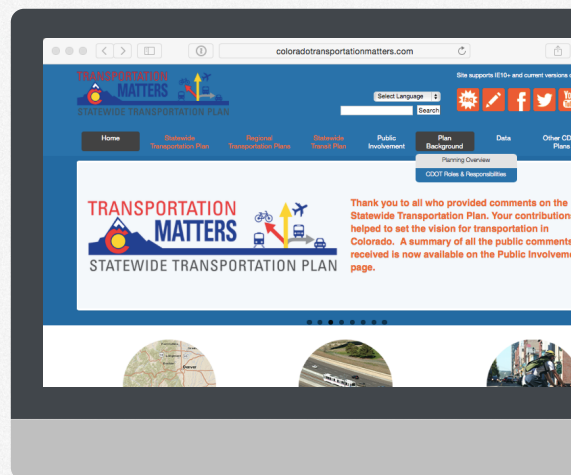 coloradotransportationmatters.com
Site supports IE10+ and current versions
TRANSPORTATION
MATTERS
STATEWIDE TRANSPORTATION PLAN
Select Language
Search
faq
f
You
Home
Statewide
Transportation Plan
Regional
Transportation Plans
Statewide
Transit Plan
Public
Involvement
Plan
Background
Data
Other CD
Plans
Planning Overview
CDOT Roles & Responsibilities
TRANSPORTATION
MATTERS
STATEWIDE TRANSPORTATION PLAN
Thank you to all who provided comments on the
Statewide Transportation Plan. Your contributions
helped to set the vision for transportation in
Colorado. A summary of all the public comments
received is now available on the Public Involveme
page.
Denver